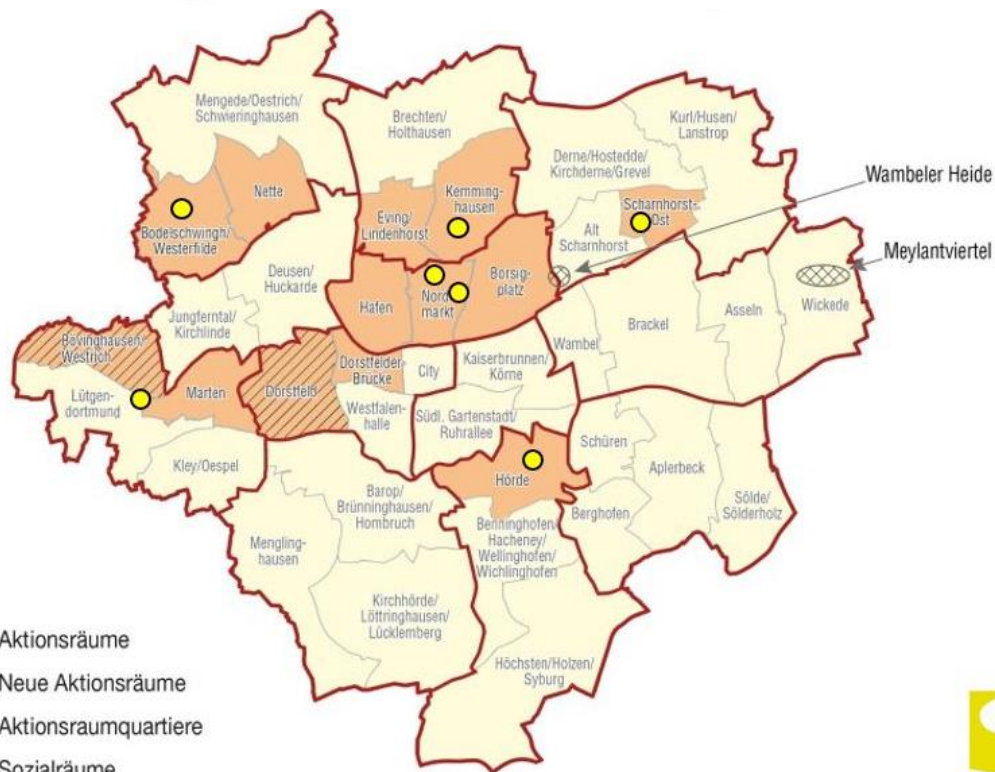 Mengede/Oestrich/
Schwieringhausen
Brechten/
Holthausen
Kurl/Husen/
Lanstrop
Derne/Hostedde/
Kirchderne/Grevel
Wambeler Heide
Nette
Kemming-
hausen
Scharnhorst-
Ost
Bodelschwingh/
Westerfilde
Eving/
Lindenhorst
Alt
Scharnhorst
Meylantviertel
Deusen/
Huckarde
Borsig-
platz
Hafen
Nord
markt
Wickede
Jungferntal/
Kirchlinde
Brackel
Asseln
Bövinghausen/
Westrich
Wambel
Dorstfelder
Brücke
City
Kaiserbrunnen/
Körne
Lütgen-
dortmund
Marten
Dorstfeld
Westfalen-
halle
Südl. Gartenstadt/
Ruhrallee
Schüren
Kley/Oespel
Hörde
Aplerbeck
Barop/
Brünninghausen/
Hombruch
Berghofen
Sölde/
Sölderholz
Benninghofen/
Hacheney/
Wellinghofen/
Wichlinghofen
Mengling-
hausen
Kirchhörde/
Löttringhausen/
Lücklemberg
Aktionsräume
Höchsten/Holzen/
Syburg
Neue Aktionsräume
Aktionsraumquartiere
Sozialräume